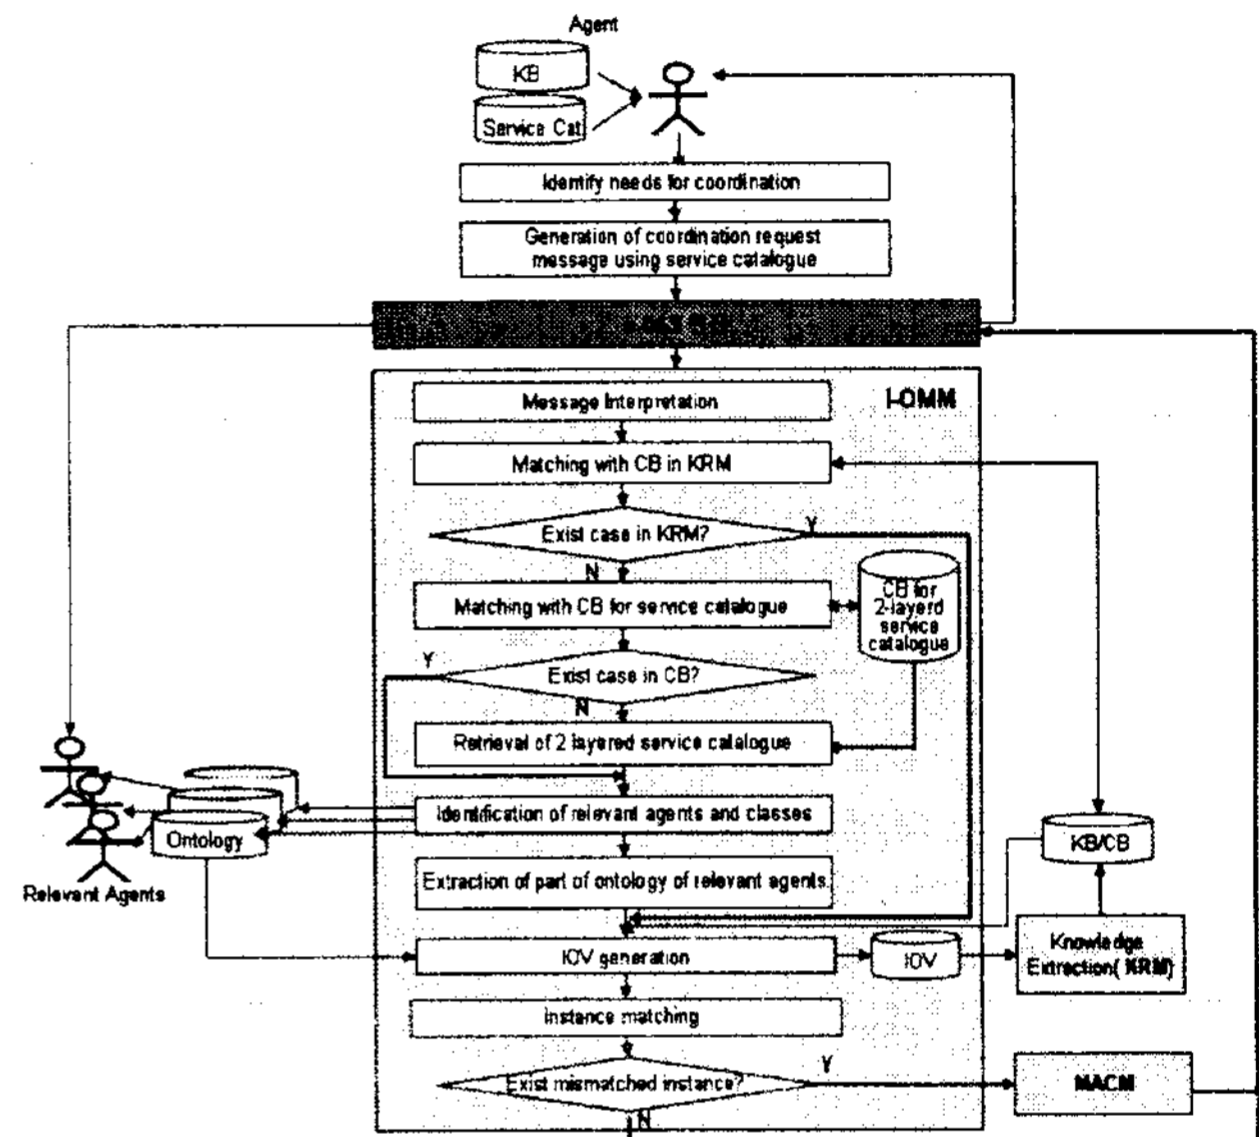 Agent
KB
Service Cat
Identify needs for coordination
Generation of coordination request
message using service catalogue
I-OMM
Message Interpretation
Matching with CB in KRM
Exist case in KRM?
Y
N
Matching with CB for service catalogue
CB for
2-layerd
service
catalogue
Y
Exist case in CB?
N
Retrieval of 2 layered service catalogue
Identification of relevant agents and classes
Ontology
KB/CB
Relevant Agents
Extraction of part of ontology of relevant agents
IOV generation
IOV
Knowledge
Extraction( KRM)
Instance matching
Exist mismatched instance?
Y
MACM
N